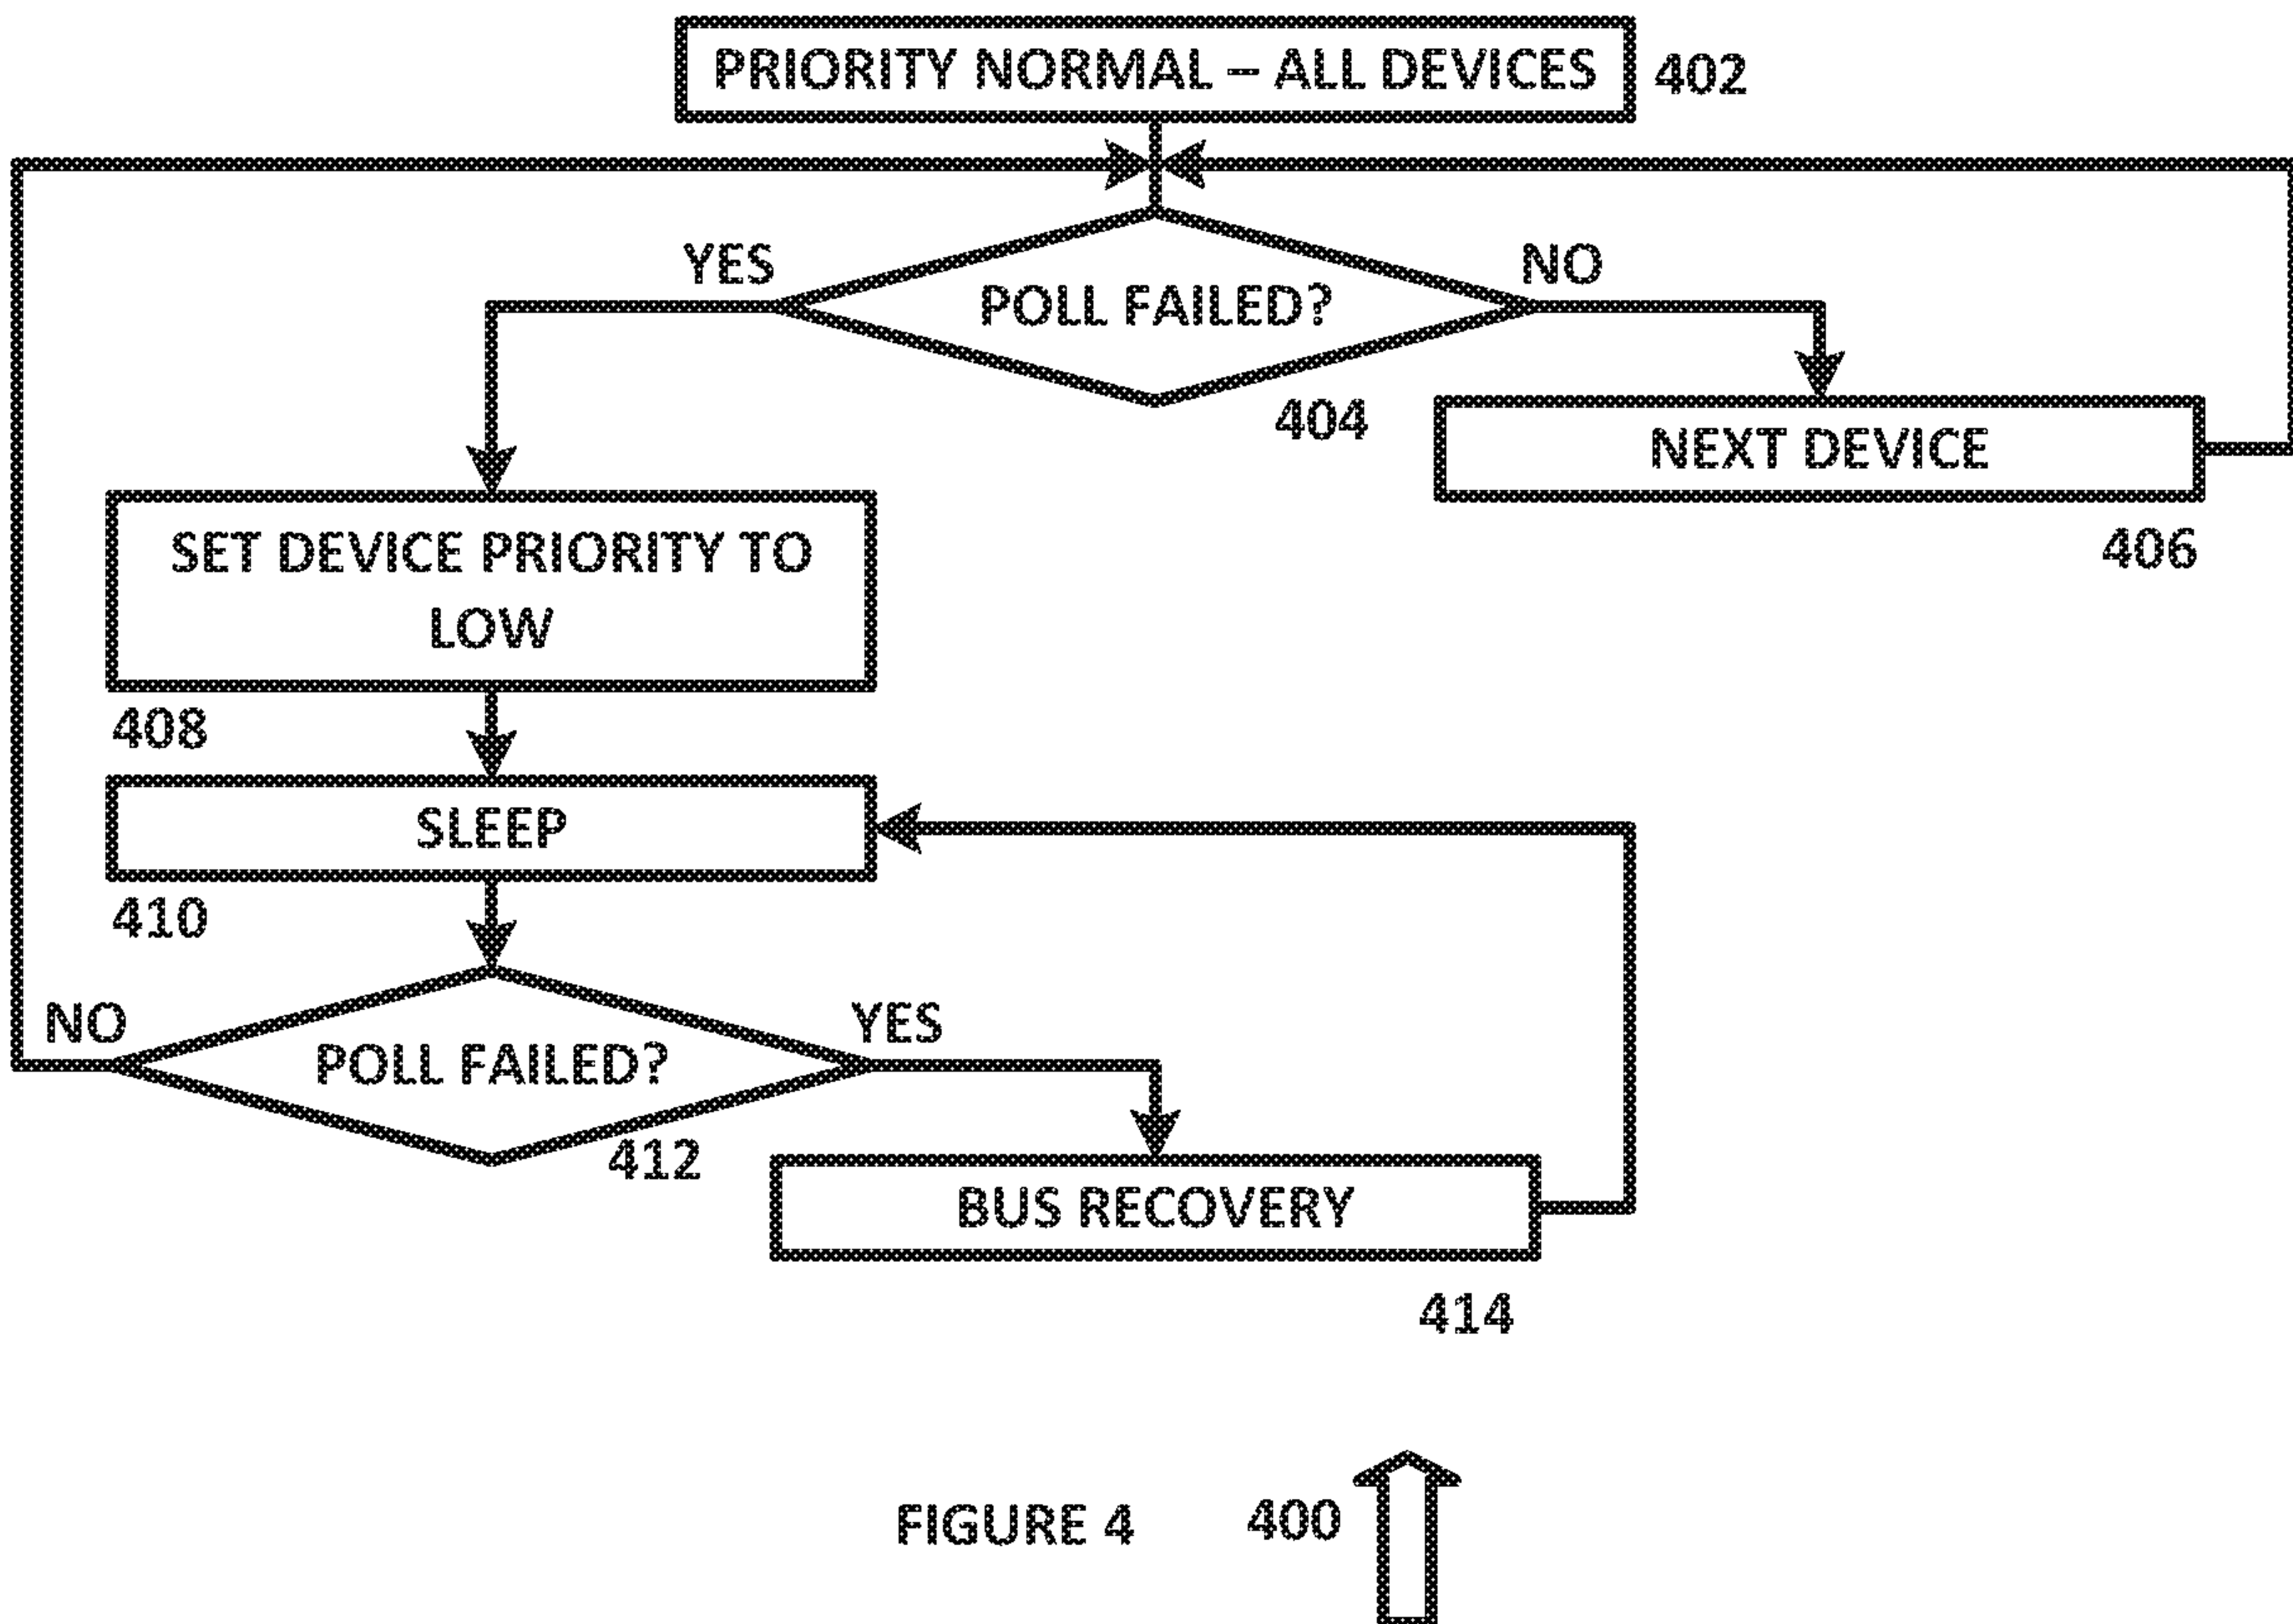 PRIORITY NORMAL – ALL DEVICES
402
YES
NO
POLL FAILED?
404
NEXT DEVICE
406
SET DEVICE PRIORITY TO
LOW
408
SLEEP
410
NO
YES
POLL FAILED?
412
BUS RECOVERY
414
FIGURE 4
400